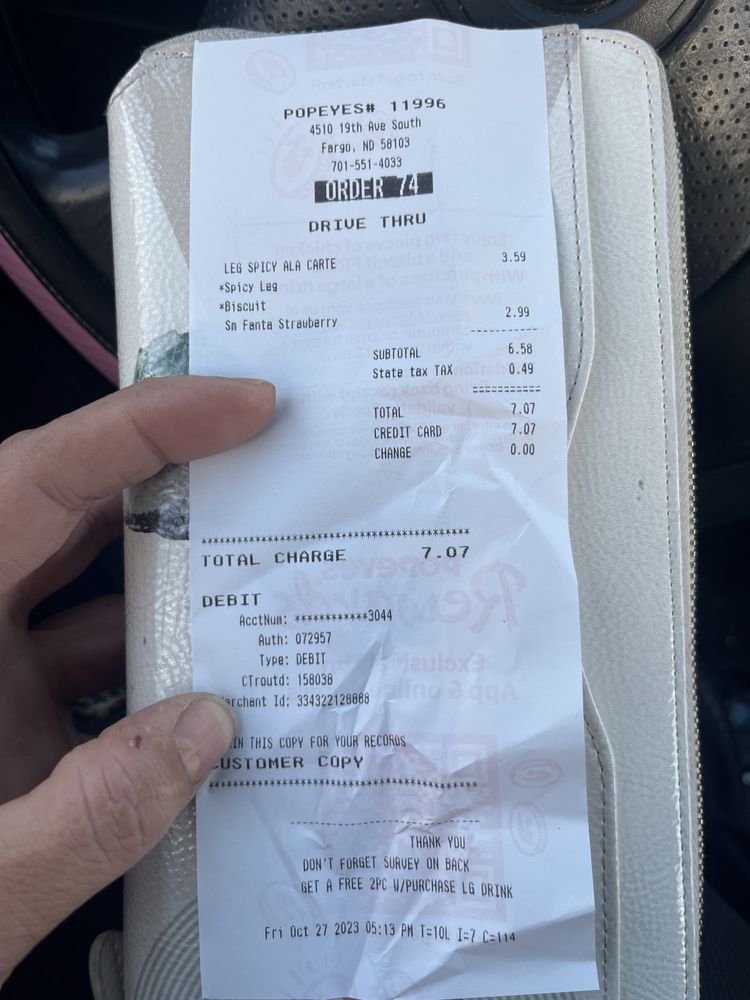 POPEYES# 11996
4510 19th Ave South
Fargo, ND 58103
701-551-4033
ORDER 74
DRIVE THRU
LEG SPICY ALA CARTE 3.59
*Spicy Leg
*Biscuit
Sm Fanta Strawberry 2.99
------------
SUBTOTAL 6.58
State tax TAX 0.49
============
TOTAL 7.07
CREDIT CARD 7.07
CHANGE 0.00
****************************************
TOTAL CHARGE 7.07
DEBIT
AcctNum: ************3044
Auth: 072957
Type: DEBIT
CTroutd: 158038
erchant Id: 334322128888
IN THIS COPY FOR YOUR RECORDS
CUSTOMER COPY
****************************************
--------------------------------
THANK YOU
DON'T FORGET SURVEY ON BACK
GET A FREE 2PC W/PURCHASE LG DRINK
Fri Oct 27 2023 05:13 PM T=10L I=7 C=114